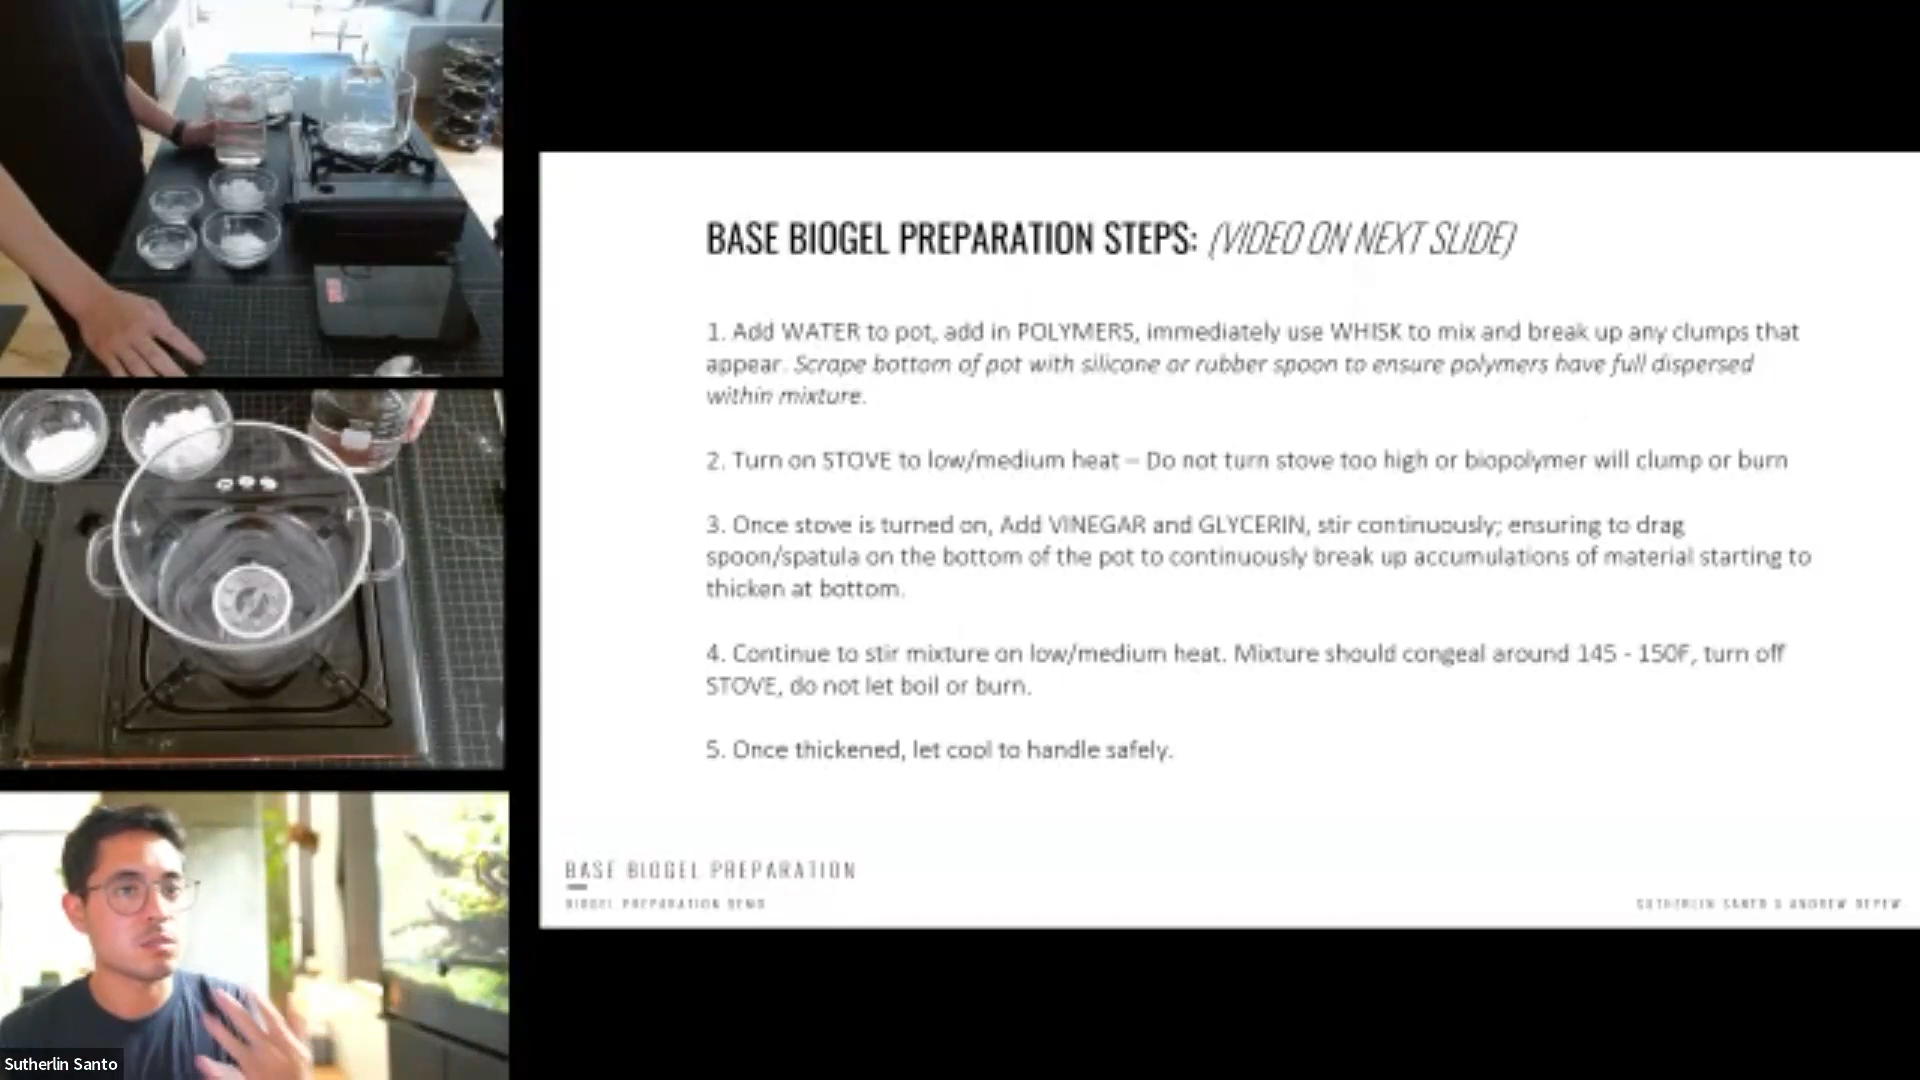 BASE BIOGEL PREPARATION STEPS: (VIDEO ON NEXT SLIDE)
1. Add WATER to pot, add in POLYMERS, immediately use WHISK to mix and break up any clumps that
appear. Scrape bottom of pot with silicone or rubber spoon to ensure polymers have full dispersed
within mixture.
2. Turn on STOVE to low/medium heat – Do not turn stove too high or biopolymer will clump or burn
3. Once stove is turned on, Add VINEGAR and GLYCERIN, stir continuously; ensuring to drag
spoon/spatula on the bottom of the pot to continuously break up accumulations of material starting to
thicken at bottom.
4. Continue to stir mixture on low/medium heat. Mixture should congeal around 145 - 150F, turn off
STOVE, do not let boil or burn.
5. Once thickened, let cool to handle safely.
BASE BIOGEL PREPARATION
BIOGEL PREPARATION DEMO
SUTHERLIN SANTO & ANDREW DEPEW
Sutherlin Santo